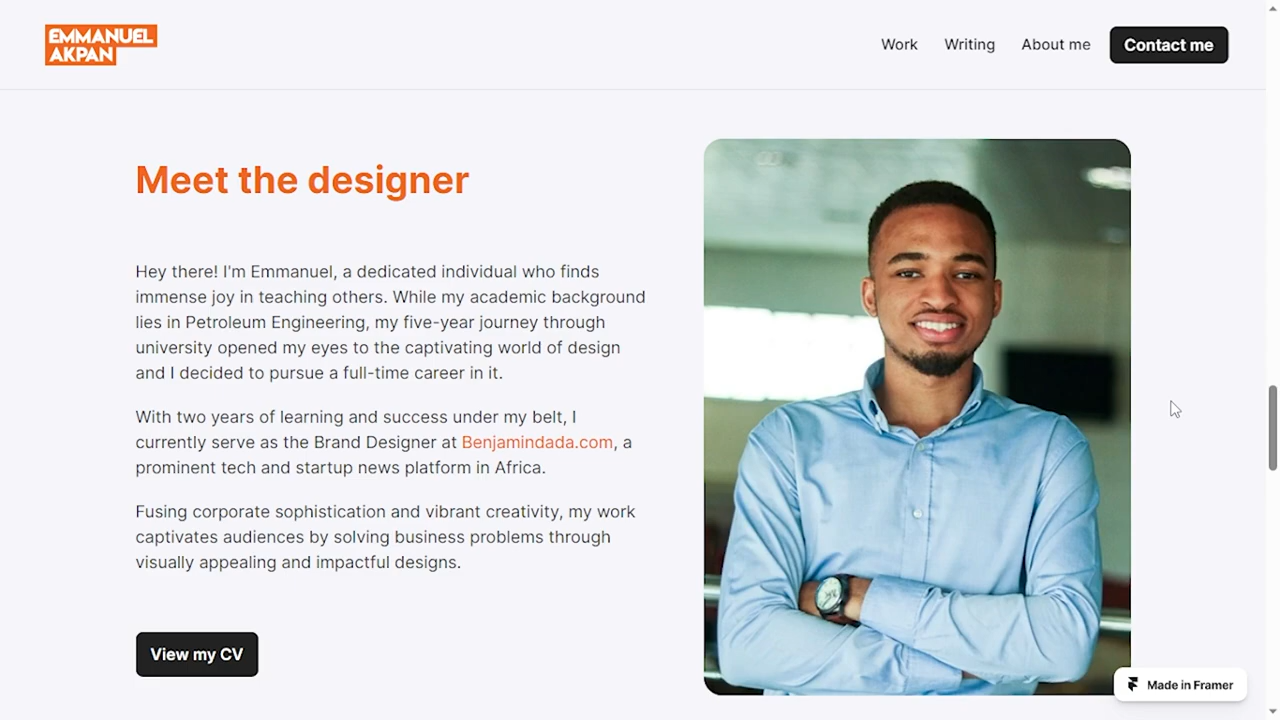 EMMANUEL
AKPAN
Work
Writing
About me
Contact me
Meet the designer
Hey there! I'm Emmanuel, a dedicated individual who finds
immense joy in teaching others. While my academic background
lies in Petroleum Engineering, my five-year journey through
university opened my eyes to the captivating world of design
and I decided to pursue a full-time career in it.
With two years of learning and success under my belt, I
currently serve as the Brand Designer at Benjamindada.com, a
prominent tech and startup news platform in Africa.
Fusing corporate sophistication and vibrant creativity, my work
captivates audiences by solving business problems through
visually appealing and impactful designs.
View my CV
Made in Framer